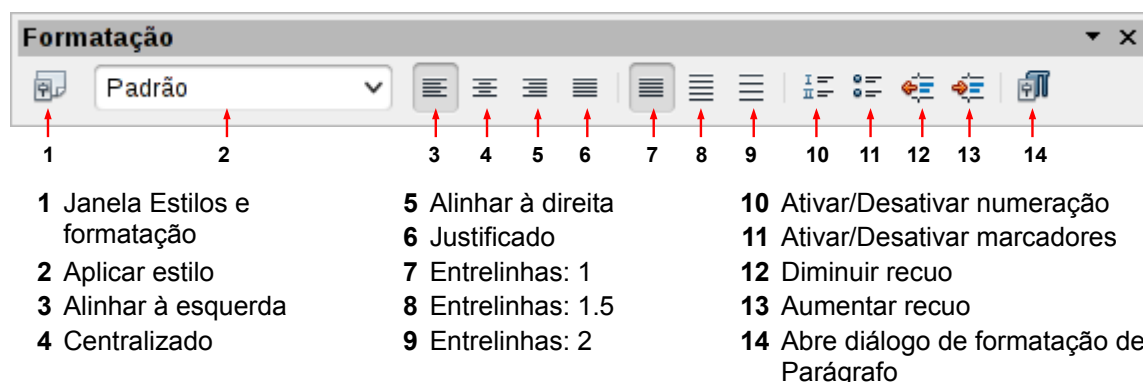 Formatação
Padrão
1 2 3 4 5 6 7 8 9 10 11 12 13 14
1 Janela Estilos e
formatação
2 Aplicar estilo
3 Alinhar à esquerda
4 Centralizado
5 Alinhar à direita
6 Justificado
7 Entrelinhas: 1
8 Entrelinhas: 1.5
9 Entrelinhas: 2
10 Ativar/Desativar numeração
11 Ativar/Desativar marcadores
12 Diminuir recuo
13 Aumentar recuo
14 Abre diálogo de formatação de
Parágrafo